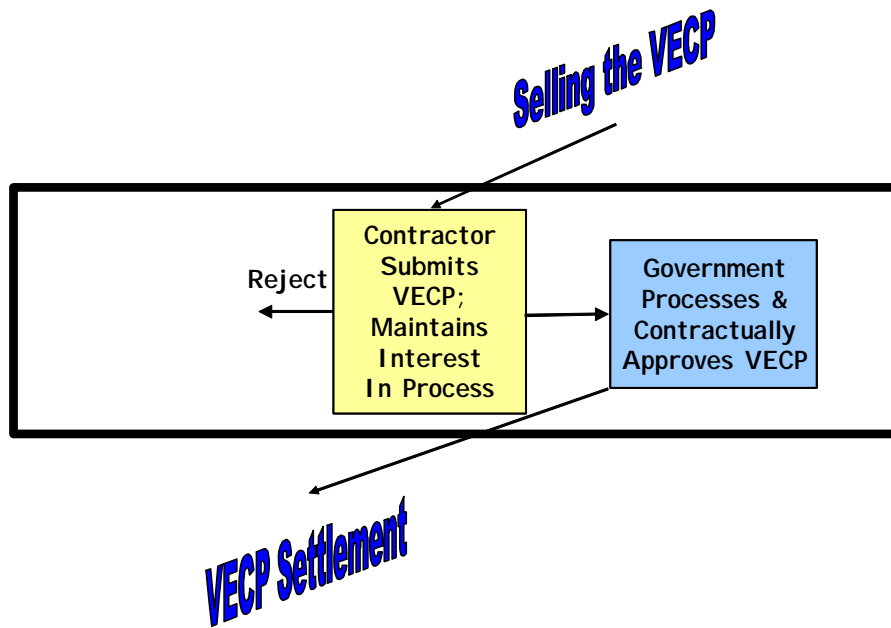 Selling the VECP
Reject
Contractor
Submits
VECP;
Maintains
Interest
In Process
Government
Processes &
Contractually
Approves VECP
VECP Settlement